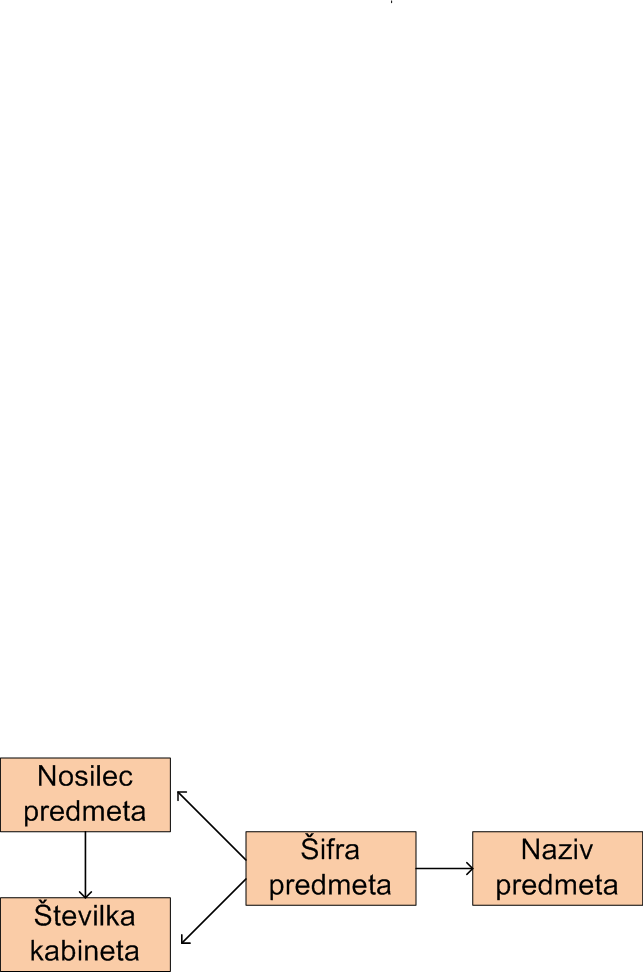 Nosilec
predmeta
Šifra
predmeta
Naziv
predmeta
Številka
kabineta